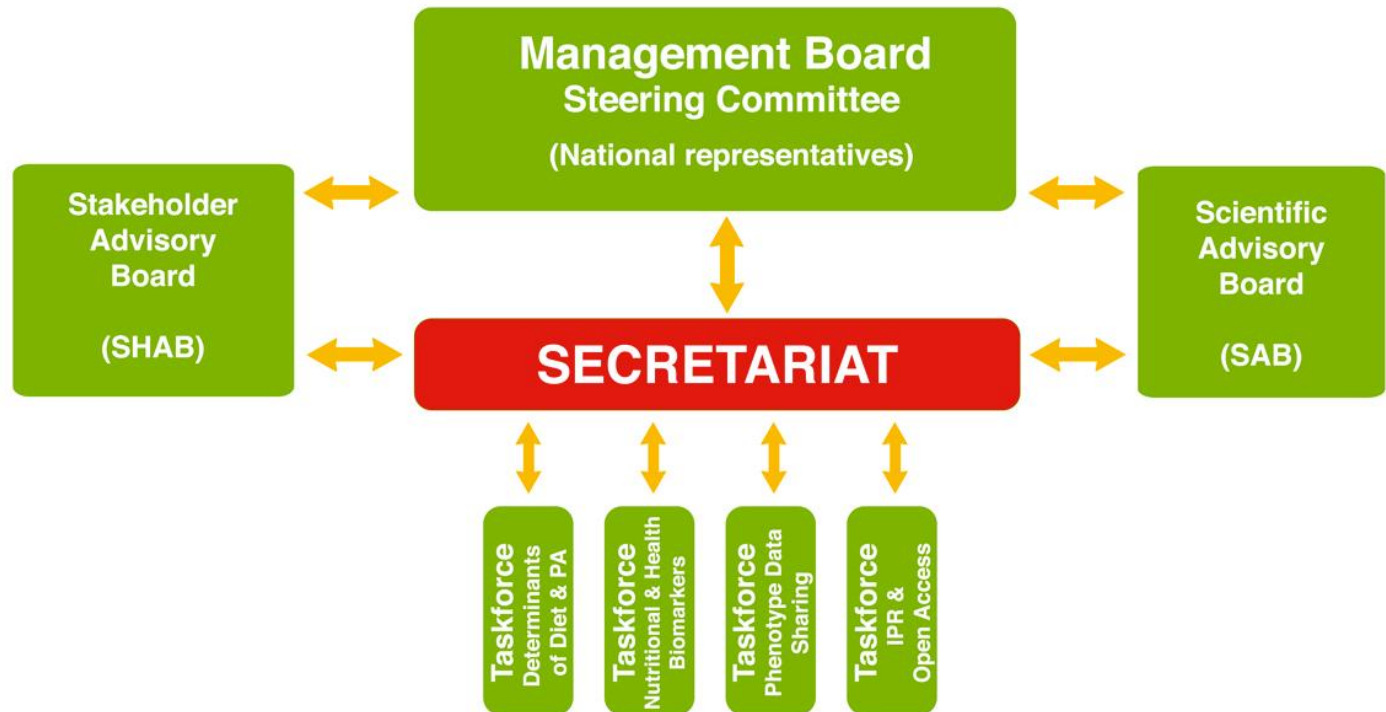 Management Board
Steering Committee
(National representatives)
Stakeholder
Advisory
Board
(SHAB)
Scientific
Advisory
Board
(SAB)
SECRETARIAT
Taskforce
Determinants
of Diet & PA
Taskforce
Nutritional & Health
Biomarkers
Taskforce
Phenotype Data
Sharing
Taskforce
IPR &
Open Access